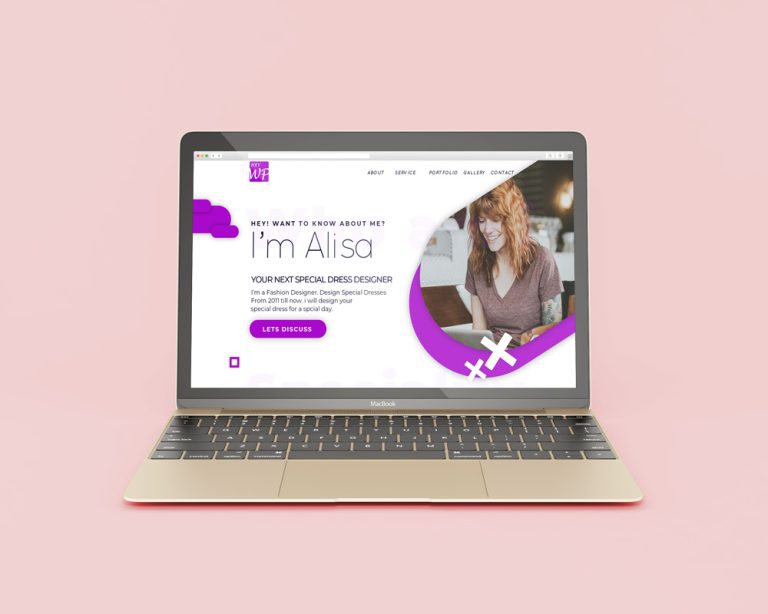 HEY
WP
ABOUT SERVICE PORTFOLIO GALLERY CONTACT
HEY! WANT TO KNOW ABOUT ME?
I'm Alisa
YOUR NEXT SPECIAL DRESS DESIGNER
I'm a Fashion Designer. Design Special Dresses
From 2011 till now. i will design your
special dress for a spcial day.
LETS DISCUSS
MacBook